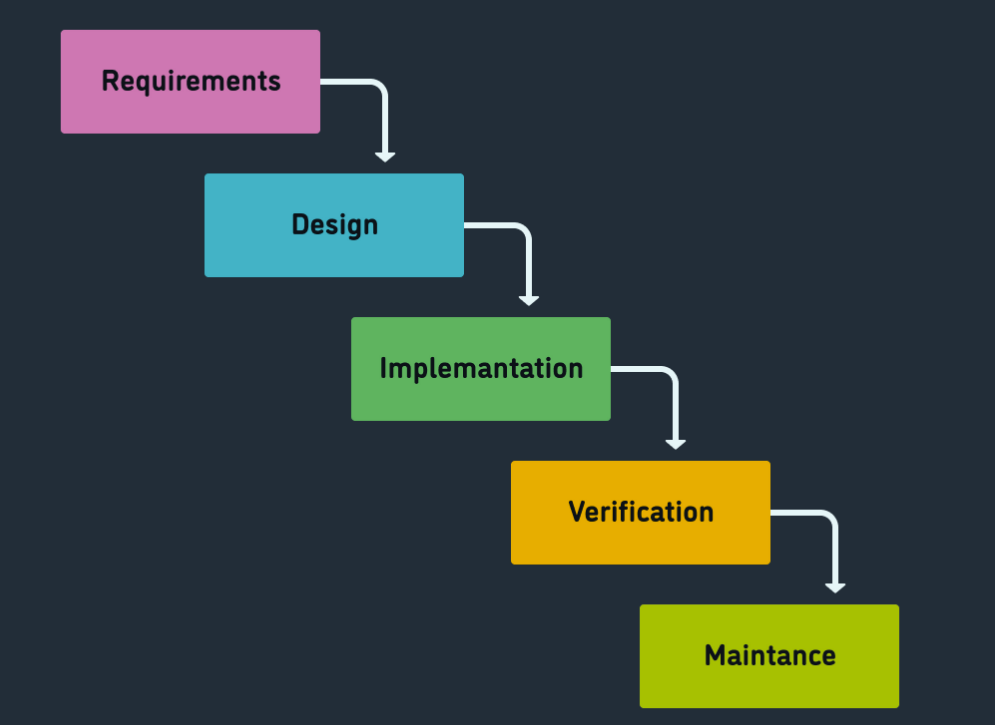 Requirements
Design
Implemantation
Verification
Maintance